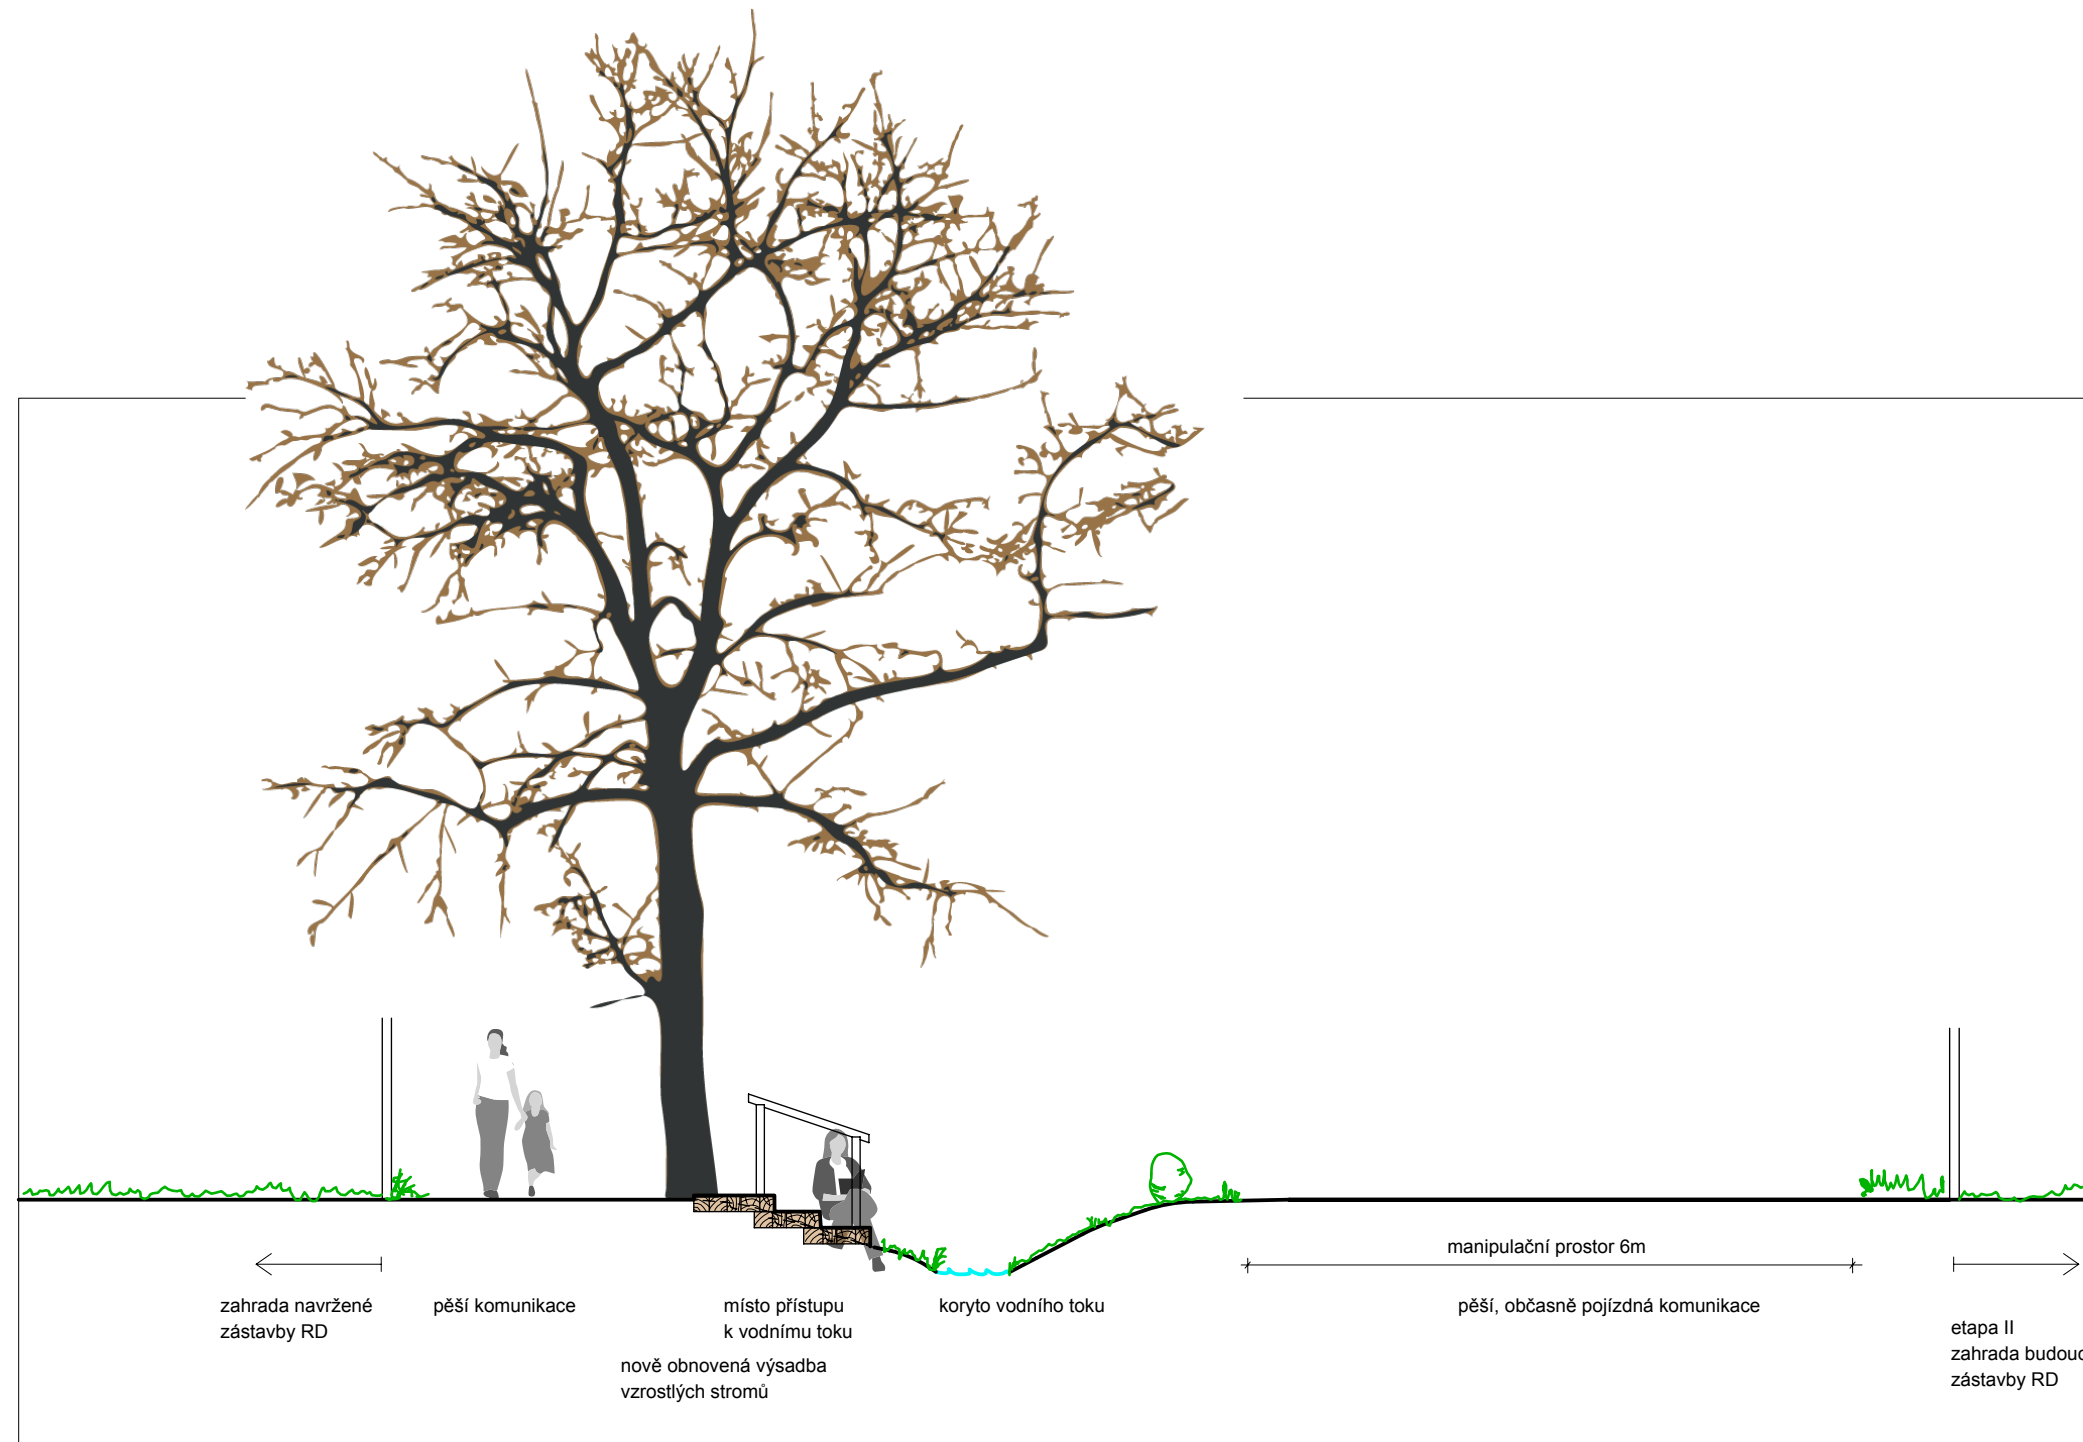 manipulační prostor 6m
zahrada navržené
zástavby RD
pěší komunikace
místo přístupu
k vodnímu toku
koryto vodního toku
pěší, občasně pojízdná komunikace
nově obnovená výsadba
vzrostlých stromů
etapa II
zahrada
zástavby RD